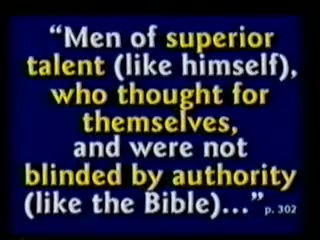 “Men of superior
talent (like himself),
who thought for
themselves,
and were not
blinded by authority
(like the Bible)...” p. 302